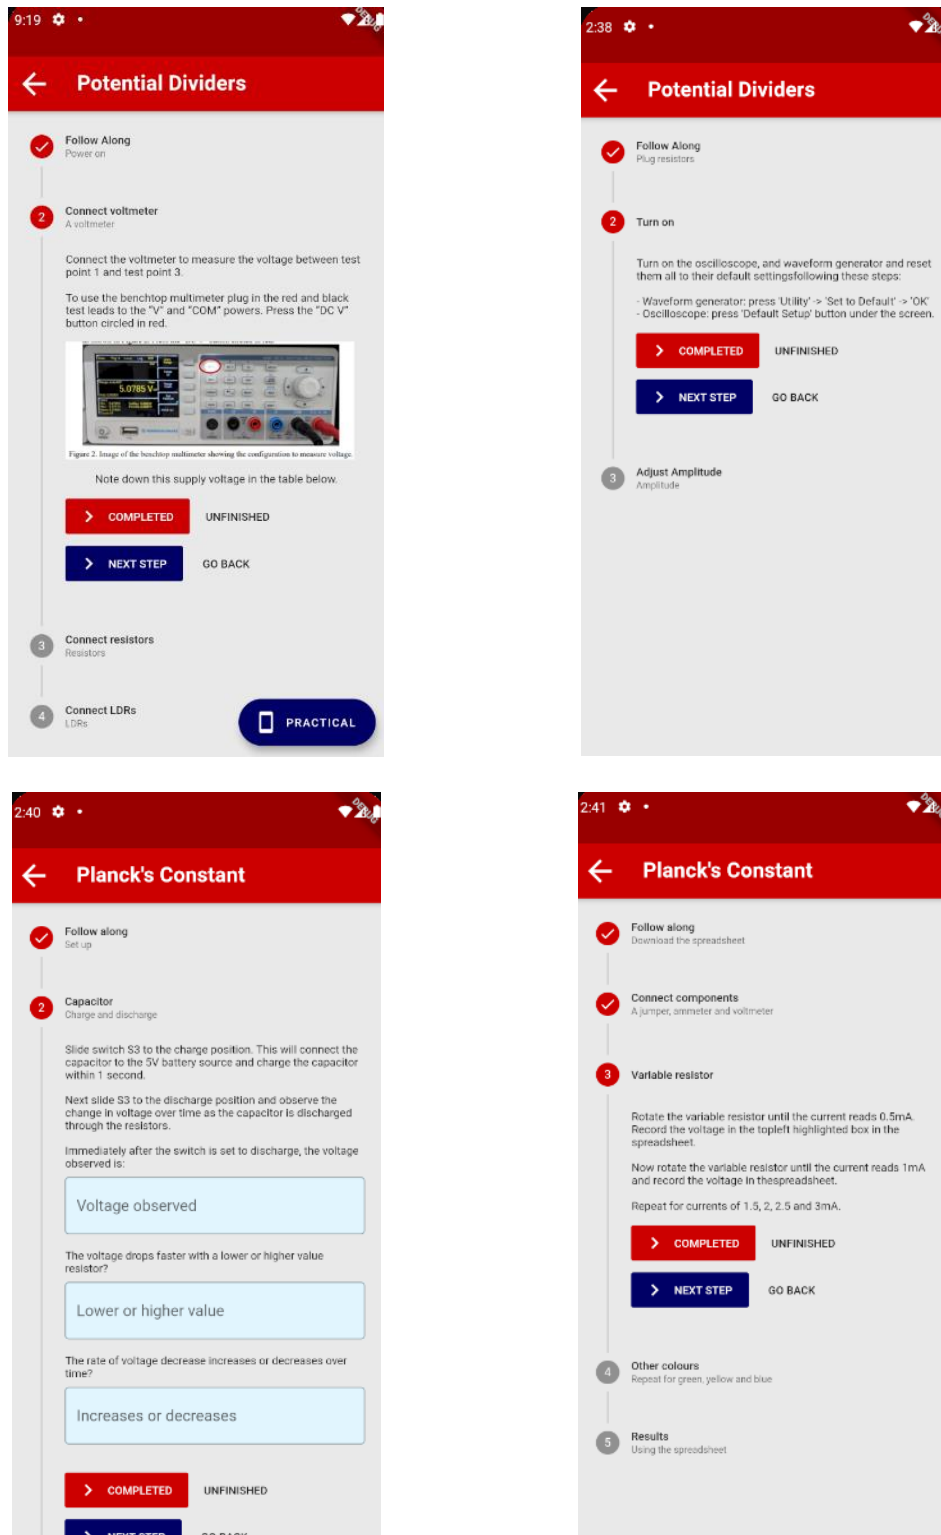 9:19
DEBUG
Potential Dividers
Follow Along
Power on
2
Connect voltmeter
A voltmeter
Connect the voltmeter to measure the voltage between test
point 1 and test point 3.
To use the benchtop multimeter plug in the red and black
test leads to the "V" and "COM" powers. Press the "DC V"
button circled in red.
5.0785 V
Figure 2. Image of the benchtop multimeter showing the configuration to measure voltage.
Note down this supply voltage in the table below.
COMPLETED
UNFINISHED
NEXT STEP
GO BACK
3
Connect resistors
Resistors
4
Connect LDRs
LDRs
PRACTICAL
2:38
Potential Dividers
Follow Along
Plug resistors
2
Turn on
Turn on the oscilloscope, and waveform generator and reset
them all to their default settingsfollowing these steps:
- Waveform generator: press 'Utility' -> 'Set to Default' -> 'OK'
- Oscilloscope: press 'Default Setup' button under the screen.
COMPLETED
UNFINISHED
NEXT STEP
GO BACK
3
Adjust Amplitude
Amplitude
2:40
DEBUG
Planck's Constant
Follow along
Set up
2
Capacitor
Charge and discharge
Slide switch S3 to the charge position. This will connect the
capacitor to the 5V battery source and charge the capacitor
within 1 second.
Next slide S3 to the discharge position and observe the
change in voltage over time as the capacitor is discharged
through the resistors.
Immediately after the switch is set to discharge, the voltage
observed is:
Voltage observed
The voltage drops faster with a lower or higher value
resistor?
Lower or higher value
The rate of voltage decrease increases or decreases over
time?
Increases or decreases
COMPLETED
UNFINISHED
NEXT STEP
GO BACK
2:41
Planck's Constant
Follow along
Download the spreadsheet
Connect components
A jumper, ammeter and voltmeter
3
Variable resistor
Rotate the variable resistor until the current reads 0.5mA.
Record the voltage in the topleft highlighted box in the
spreadsheet.
Now rotate the variable resistor until the current reads 1mA
and record the voltage in thespreadsheet.
Repeat for currents of 1.5, 2, 2.5 and 3mA.
COMPLETED
UNFINISHED
NEXT STEP
GO BACK
4
Other colours
Repeat for green, yellow and blue
5
Results
Using the spreadsheet